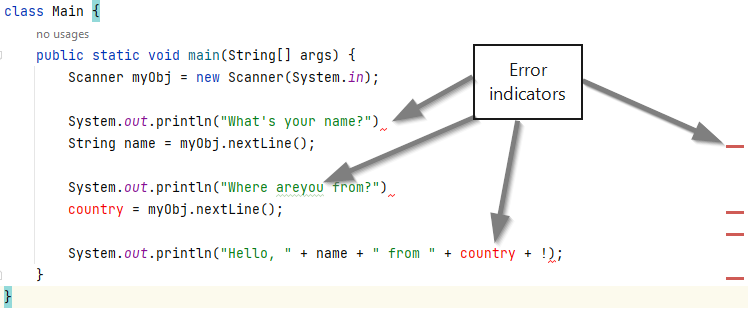 class Main {
no usages
public static void main(String[] args) {
Scanner myObj = new Scanner(System.in);
Error
indicators
System.out.println("What's your name?")
String name = myObj.nextLine();
System.out.println("Where areyou from?")
country = myObj.nextLine();
System.out.println("Hello, " + name + " from " + country + !);
}
}